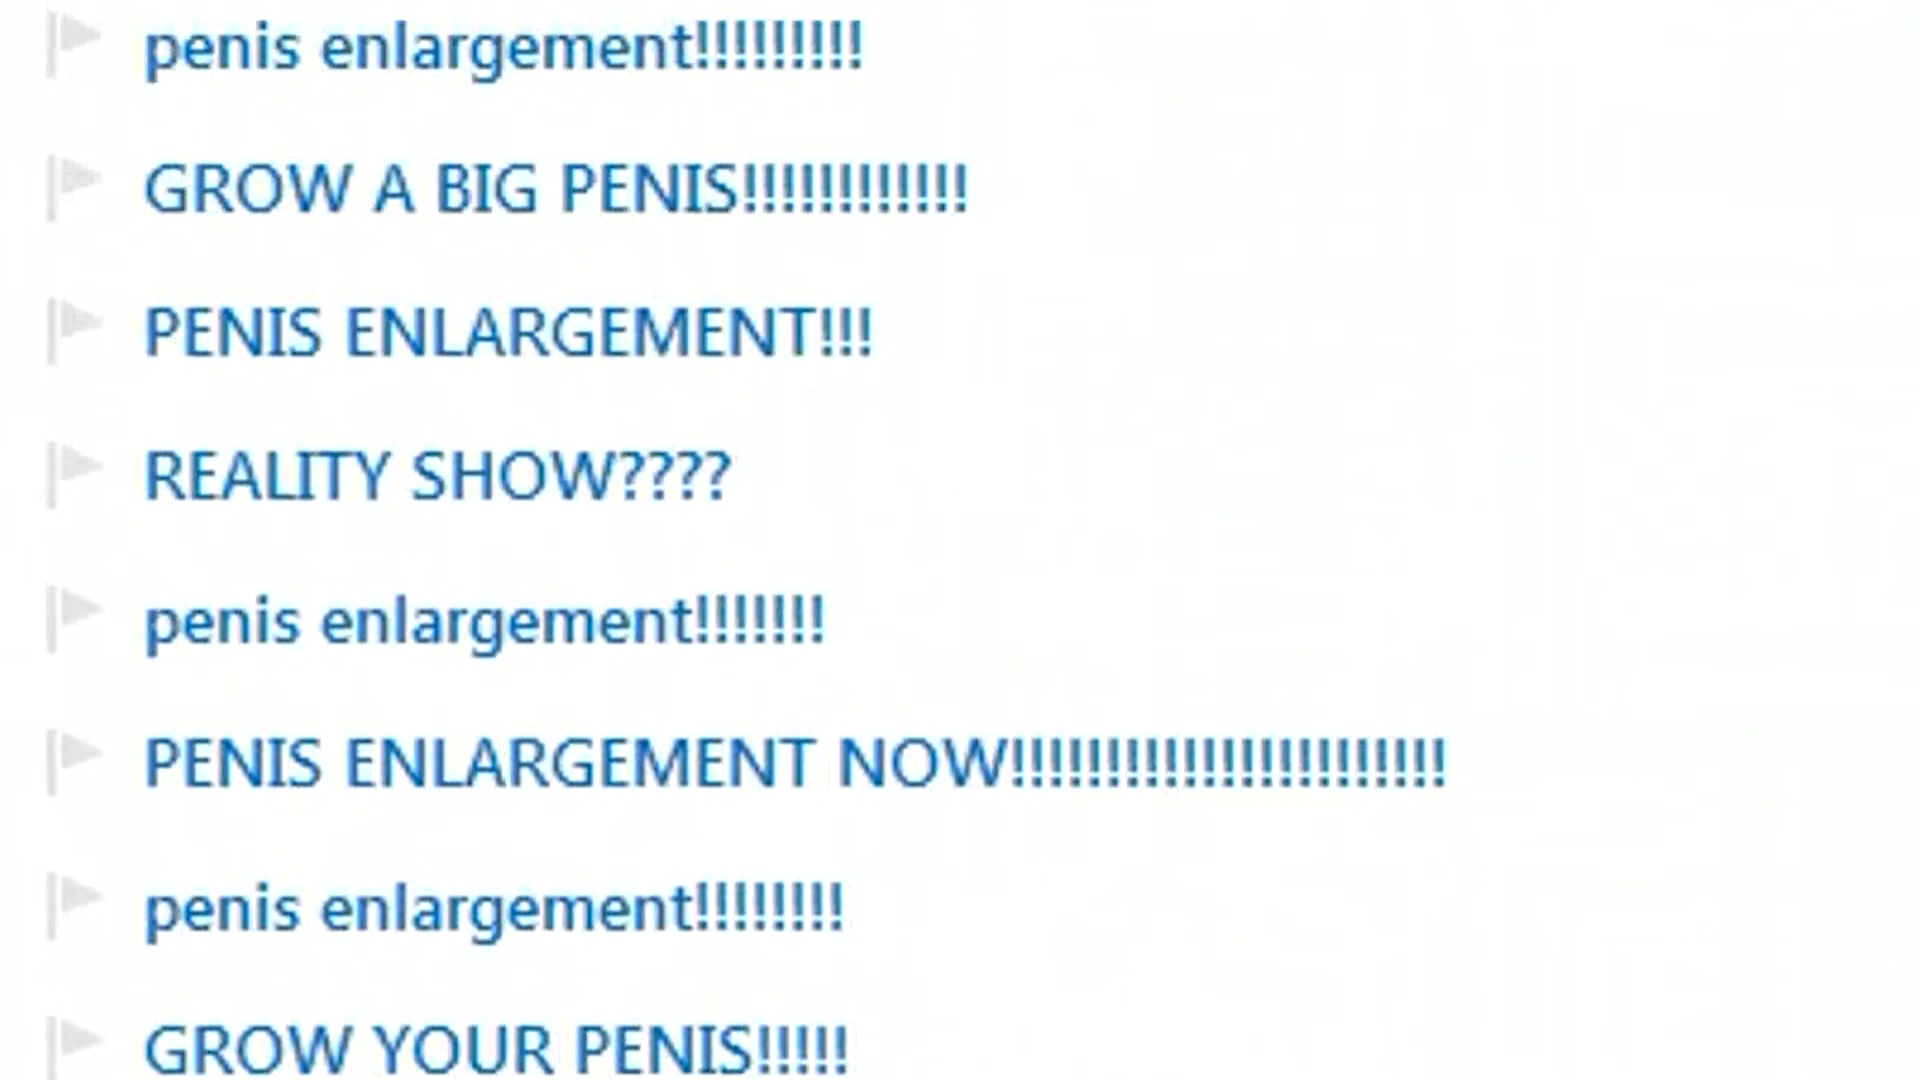 penis enlargement!!!!!!!!!
GROW A BIG PENIS!!!!!!!!!!!!
PENIS ENLARGEMENT!!!
REALITY SHOW????
penis enlargement!!!!!!!
PENIS ENLARGEMENT NOW!!!!!!!!!!!!!!!!!!!!!!!
penis enlargement!!!!!!!!
GROW YOUR PENIS!!!!!